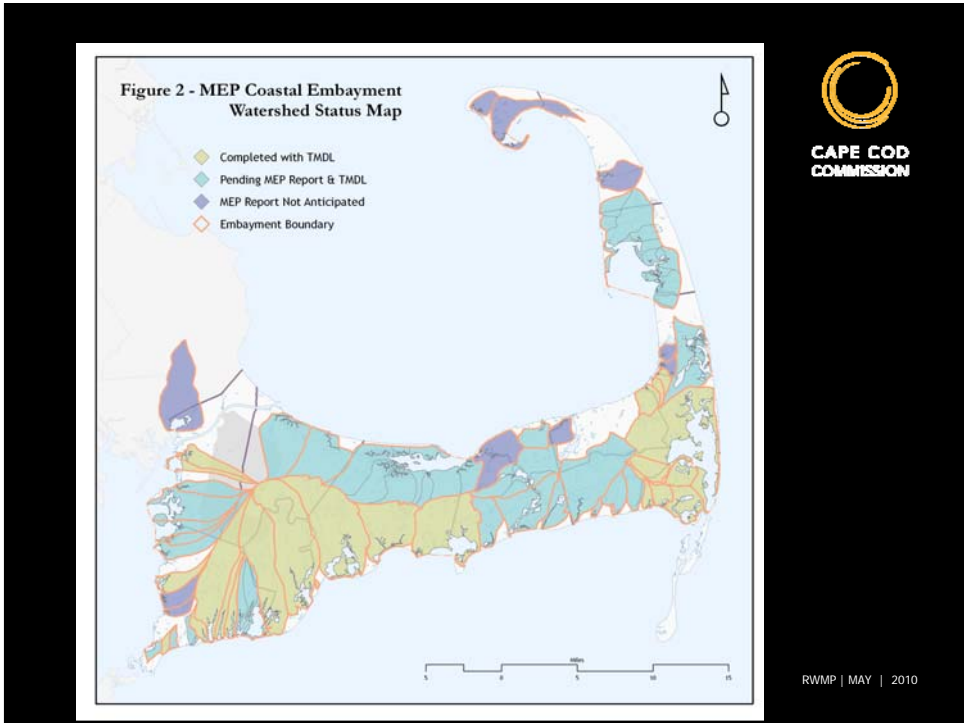 Figure 2 - MEP Coastal Embayment
Watershed Status Map
Completed with TMDL
Pending MEP Report & TMDL
MEP Report Not Anticipated
Embayment Boundary
CAPE COD
COMMISSION
Miles
5 0 5 10 15
RWMP | MAY | 2010